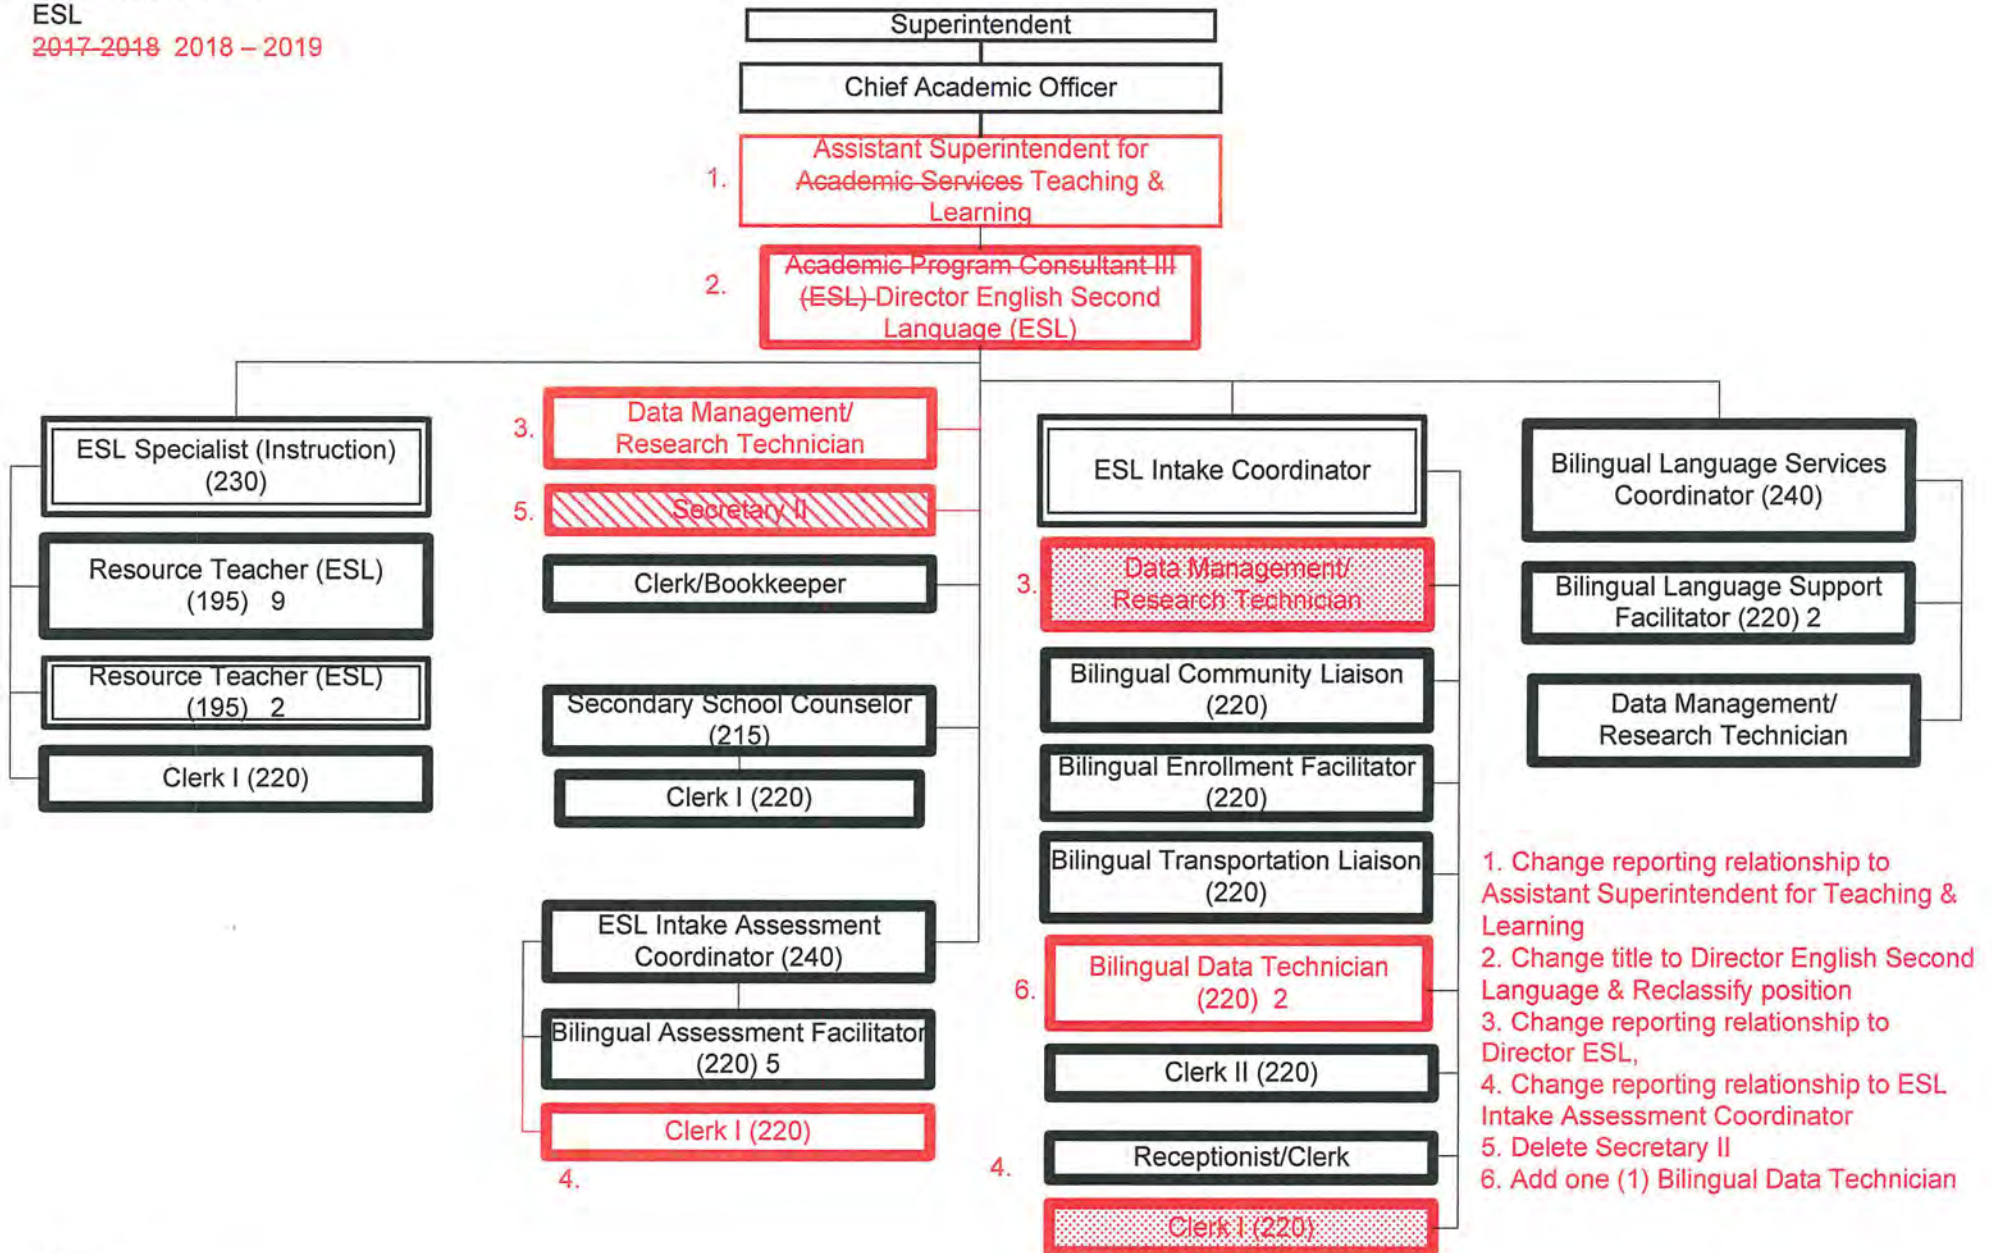 ESL
2017-2018 2018 – 2019
Superintendent
Chief Academic Officer
1.
Assistant Superintendent for
Academic Services Teaching &
Learning
2.
Academic Program Consultant III
(ESL) Director English Second
Language (ESL)
ESL Specialist (Instruction)
(230)
Resource Teacher (ESL)
(195) 9
Resource Teacher (ESL)
(195) 2
Clerk I (220)
3.
Data Management/
Research Technician
5.
Secretary II
Clerk/Bookkeeper
Secondary School Counselor
(215)
Clerk I (220)
ESL Intake Assessment
Coordinator (240)
Bilingual Assessment Facilitator
(220) 5
Clerk I (220)
4.
ESL Intake Coordinator
3.
Data Management/
Research Technician
Bilingual Community Liaison
(220)
Bilingual Enrollment Facilitator
(220)
Bilingual Transportation Liaison
(220)
6.
Bilingual Data Technician
(220) 2
Clerk II (220)
4.
Receptionist/Clerk
Clerk I (220)
Bilingual Language Services
Coordinator (240)
Bilingual Language Support
Facilitator (220) 2
Data Management/
Research Technician
1. Change reporting relationship to
Assistant Superintendent for Teaching &
Learning
2. Change title to Director English Second
Language & Reclassify position
3. Change reporting relationship to
Director ESL,
4. Change reporting relationship to ESL
Intake Assessment Coordinator
5. Delete Secretary II
6. Add one (1) Bilingual Data Technician